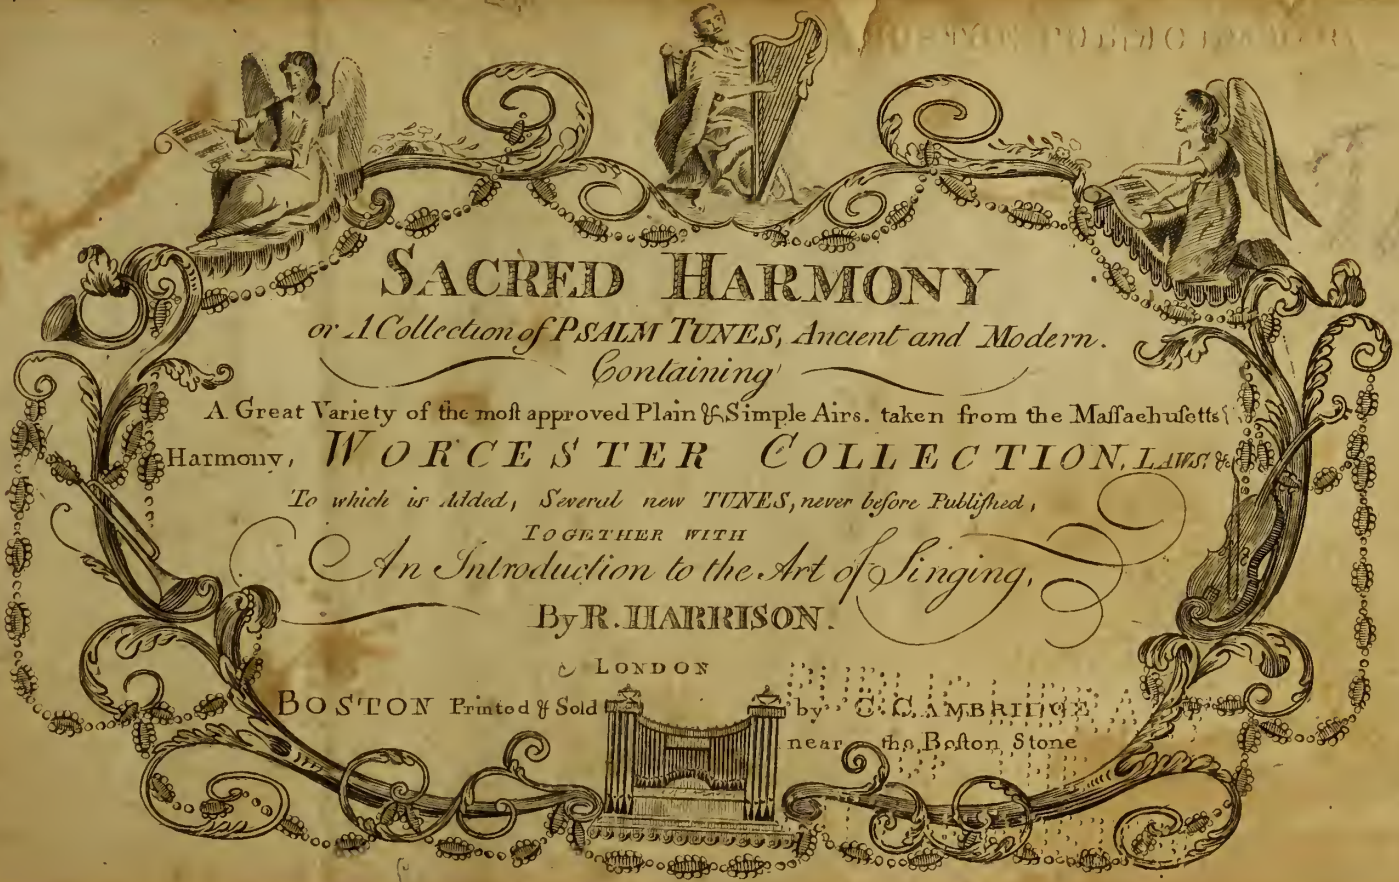 SACRED HARMONY
or A Collection of PSALM TUNES, Ancient and Modern.
Containing
A Great Variety of the moſt approved Plain & Simple Airs. taken from the Maſsachuſetts
Harmony, WORCESTER COLLECTION, LAWS, &c
To which is Added, Several new TUNES, never before Publiſhed,
TOGETHER WITH
An Introduction to the Art of Singing,
By R. HARRISON.
LONDON
BOSTON Printed & Sold by C. CAMBRIDGE
near the Boſton Stone